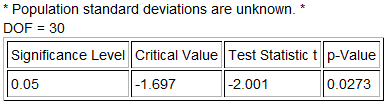 * Population standard deviations are unknown. *
DOF = 30
Significance Level Critical Value Test Statistic t p-Value
0.05 -1.697 -2.001 0.0273